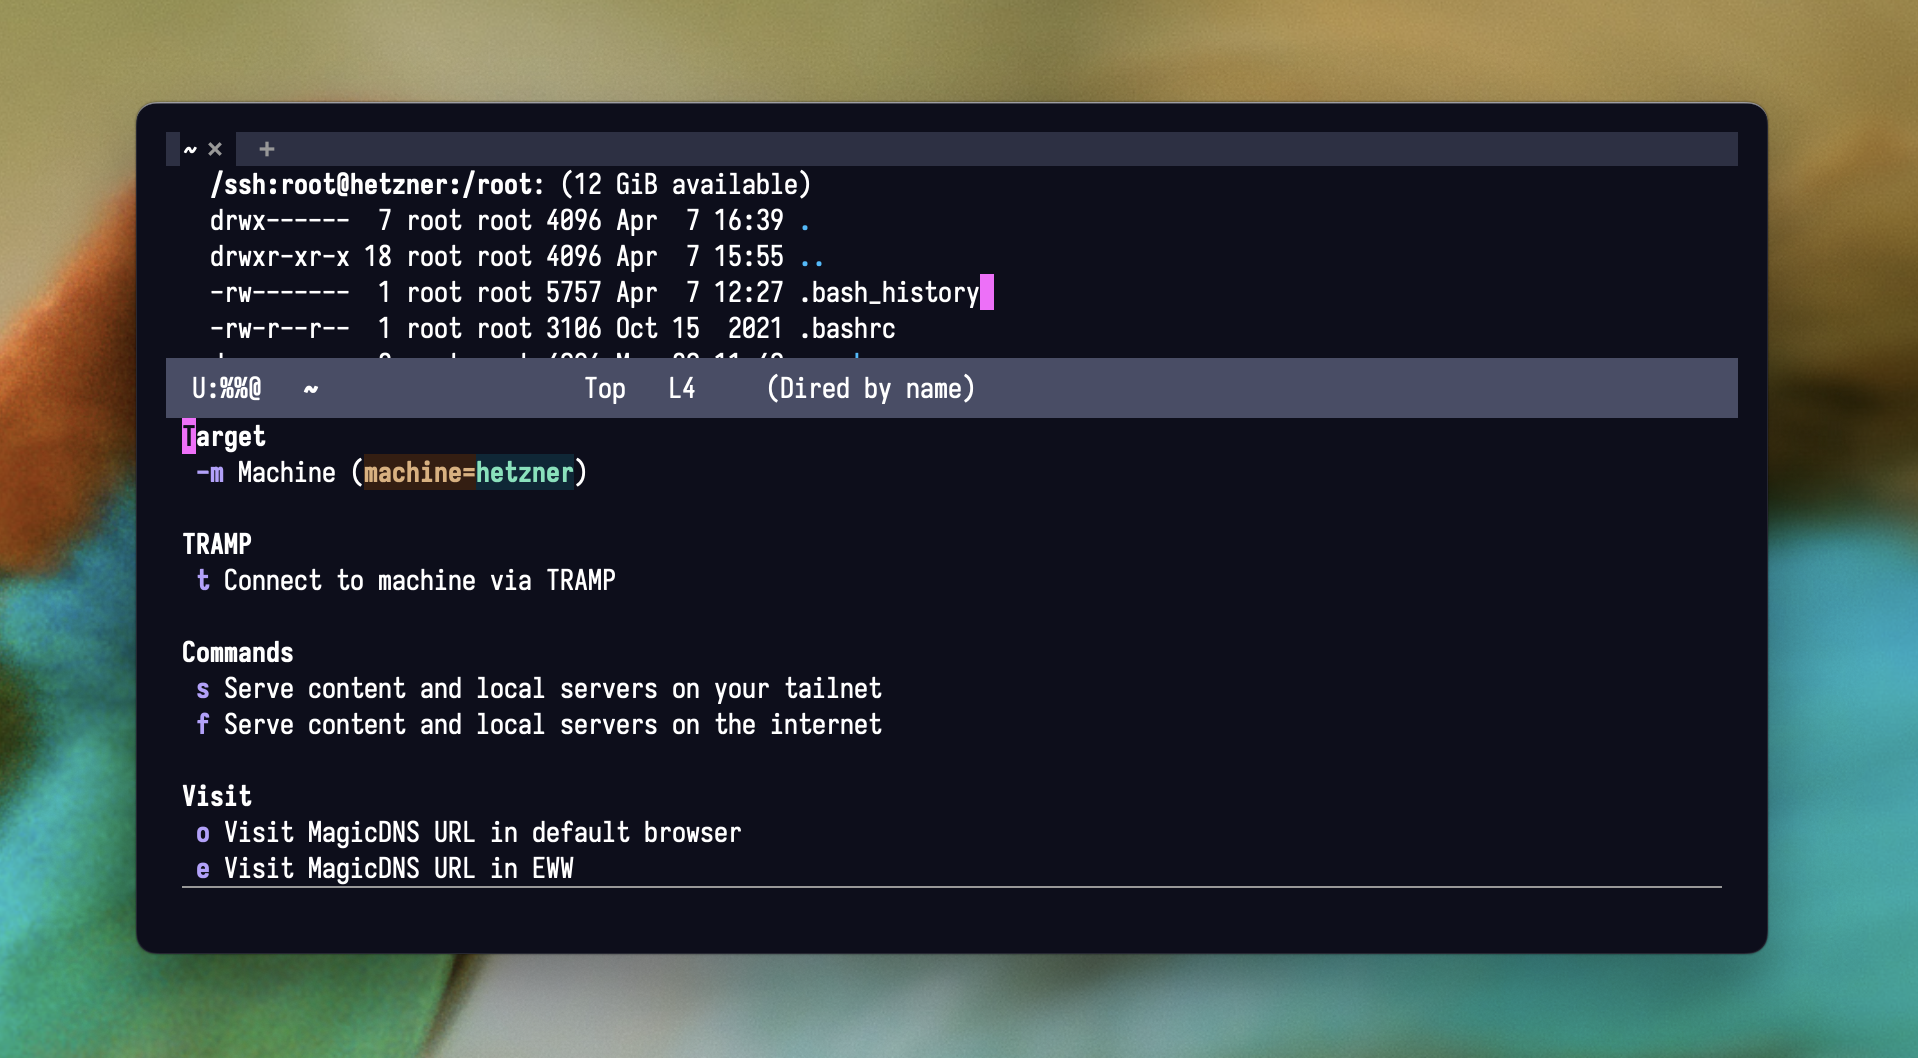 ~ × +
/ssh:root@hetzner:/root: (12 GiB available)
drwx------  7 root root 4096 Apr  7 16:39 .
drwxr-xr-x 18 root root 4096 Apr  7 15:55 ..
-rw-------  1 root root 5757 Apr  7 12:27 .bash_history
-rw-r--r--  1 root root 3106 Oct 15  2021 .bashrc
U:%%@   ~   Top   L4   (Dired by name)
Target
-m Machine (machine=hetzner)
TRAMP
t Connect to machine via TRAMP
Commands
s Serve content and local servers on your tailnet
f Serve content and local servers on the internet
Visit
o Visit MagicDNS URL in default browser
e Visit MagicDNS URL in EWW